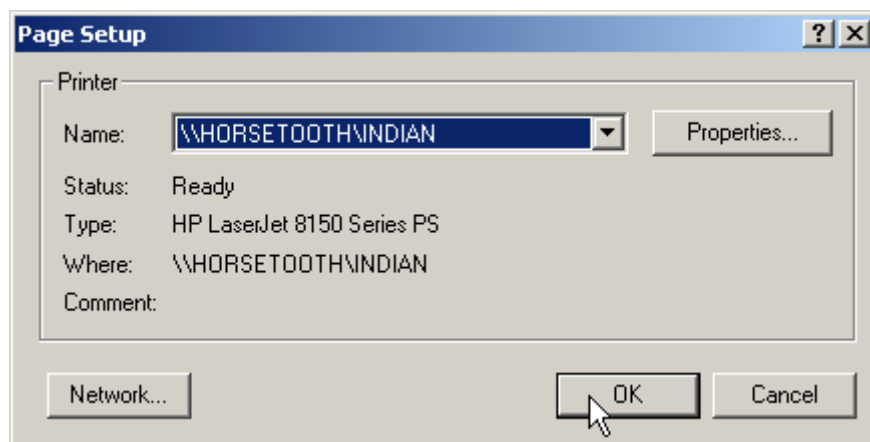 Page Setup
Printer
Name: \\HORSETOOTH\INDIAN Properties...
Status: Ready
Type: HP LaserJet 8150 Series PS
Where: \\HORSETOOTH\INDIAN
Comment:
Network... OK Cancel